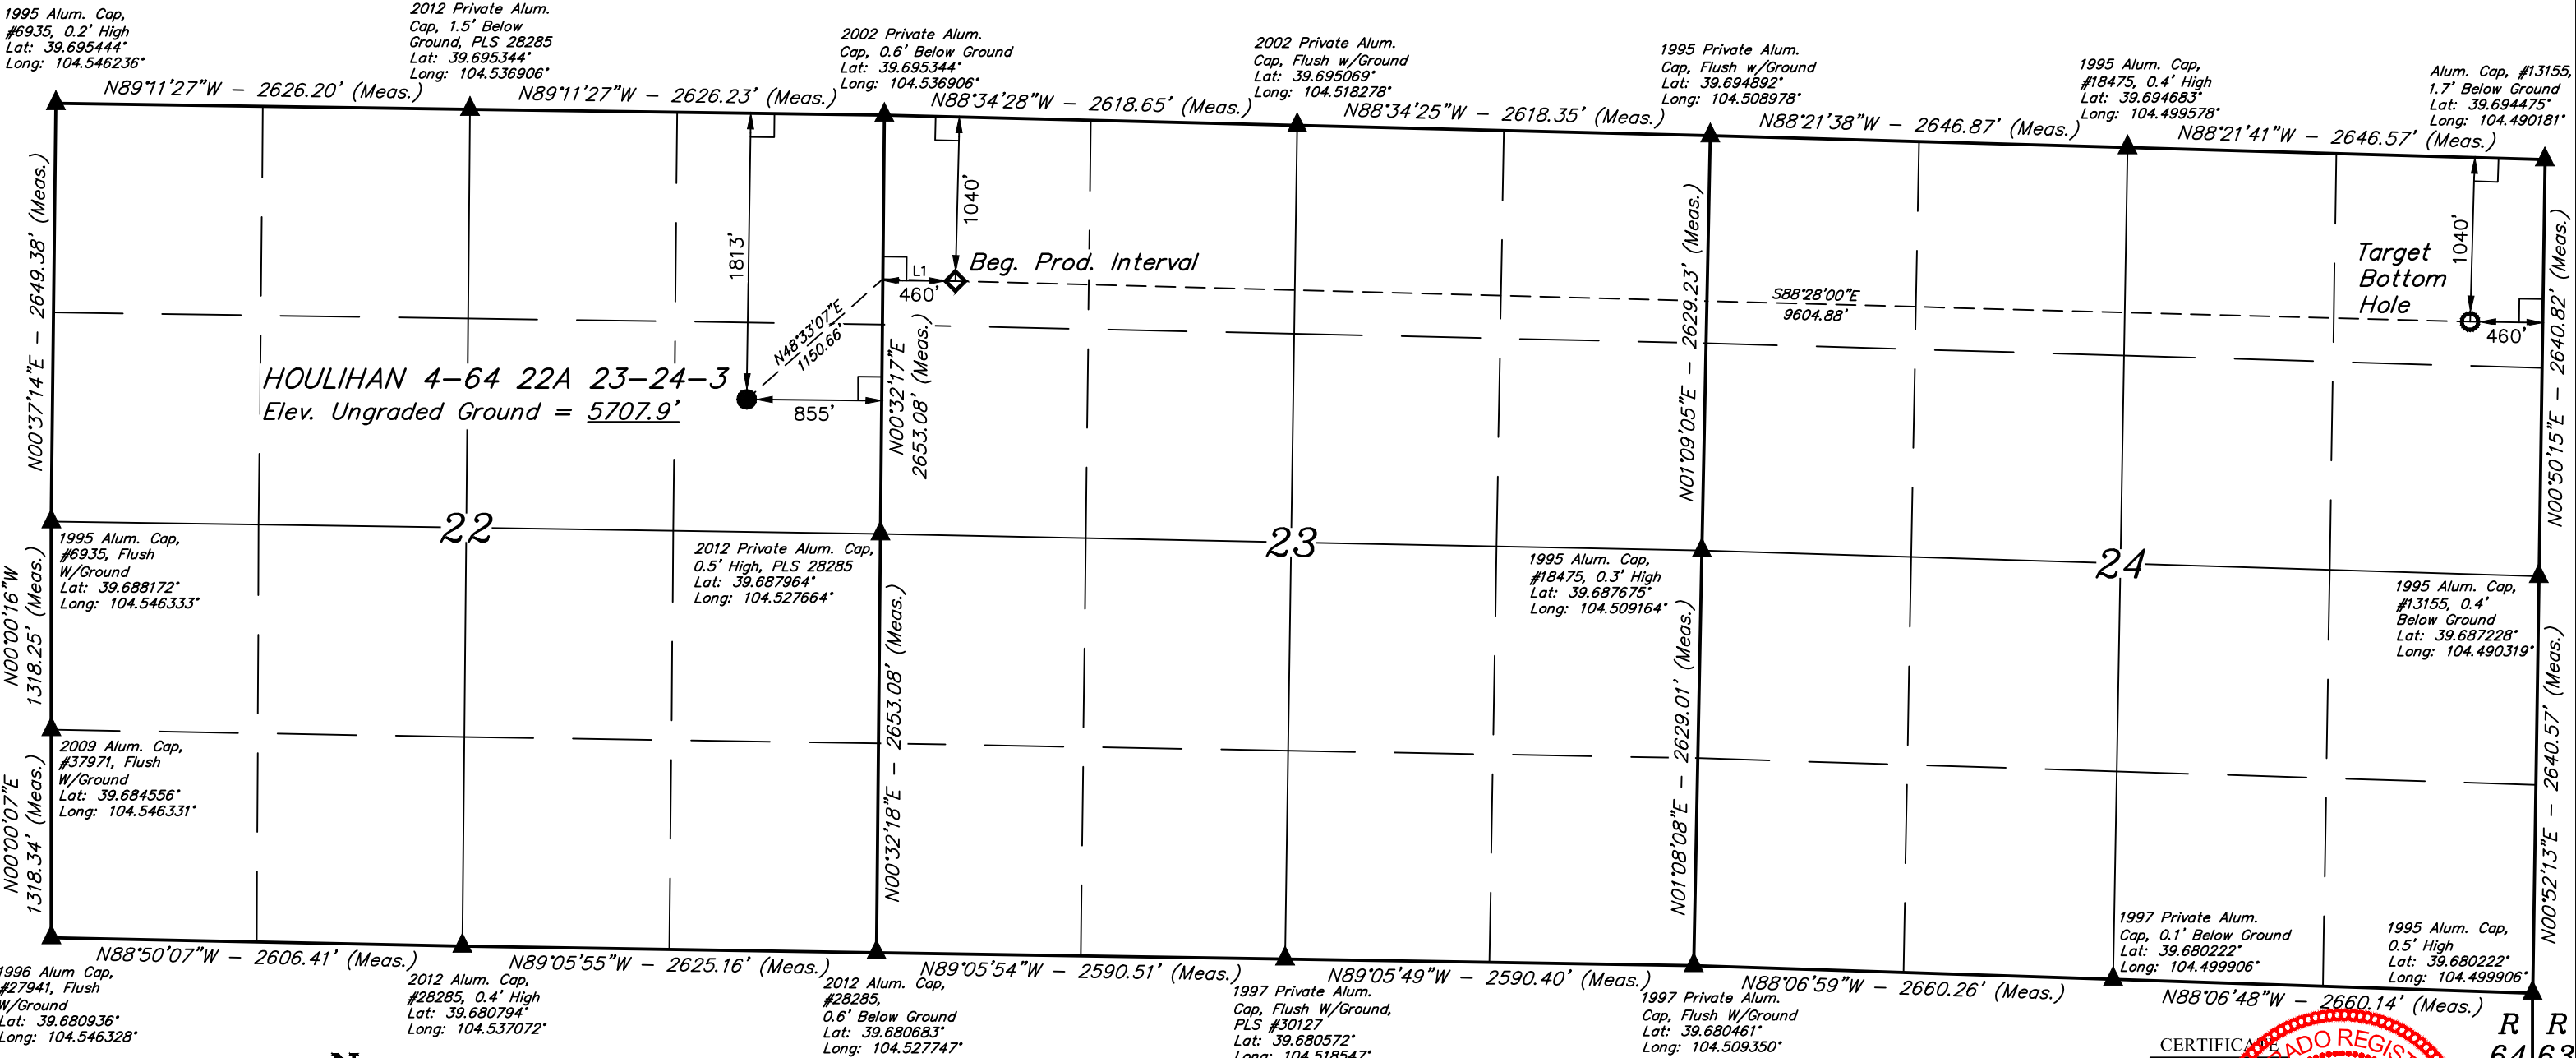 1995 Alum. Cap,
#6935, 0.2' High
Lat: 39.695444°
Long: 104.546236°
2012 Private Alum.
Cap, 1.5' Below
Ground, PLS 28285
Lat: 39.695344°
Long: 104.536906°
2002 Private Alum.
Cap, 0.6' Below Ground
Lat: 39.695344°
Long: 104.536906°
2002 Private Alum.
Cap, Flush w/Ground
Lat: 39.695069°
Long: 104.518278°
1995 Private Alum.
Cap, Flush w/Ground
Lat: 39.694892°
Long: 104.508978°
1995 Alum. Cap,
#18475, 0.4' High
Lat: 39.694683°
Long: 104.499578°
Alum. Cap, #13155,
1.7' Below Ground
Lat: 39.694475°
Long: 104.490181°
N89°11'27"W - 2626.20' (Meas.)
N89°11'27"W - 2626.23' (Meas.)
N88°34'28"W - 2618.65' (Meas.)
N88°34'25"W - 2618.35' (Meas.)
N88°21'38"W - 2646.87' (Meas.)
N88°21'41"W - 2646.57' (Meas.)
N00°37'14"E - 2649.38' (Meas.)
1813'
1040'
L1
460'
Beg. Prod. Interval
N48°33'07"E
1150.66'
HOULIHAN 4-64 22A 23-24-3
Elev. Ungraded Ground = 5707.9'
855'
N00°32'17"E
2653.08' (Meas.)
N01°09'05"E - 2629.23' (Meas.)
S88°28'00"E
9604.88'
Target
Bottom
Hole
1040'
460'
N00°50'15"E - 2640.82' (Meas.)
22
23
24
1995 Alum. Cap,
#6935, Flush
W/Ground
Lat: 39.688172°
Long: 104.546333°
2012 Private Alum. Cap,
0.5' High, PLS 28285
Lat: 39.687964°
Long: 104.527664°
1995 Alum. Cap,
#18475, 0.3' High
Lat: 39.687675°
Long: 104.509164°
1995 Alum. Cap,
#13155, 0.4'
Below Ground
Lat: 39.687228°
Long: 104.490319°
N00°00'16"W
1318.25' (Meas.)
N00°32'18"E - 2653.08' (Meas.)
N01°08'08"E - 2629.01' (Meas.)
N00°52'13"E - 2640.57' (Meas.)
2009 Alum. Cap,
#37971, Flush
W/Ground
Lat: 39.684556°
Long: 104.546331°
N00°00'07"E
1318.34' (Meas.)
1997 Private Alum.
Cap, 0.1' Below Ground
Lat: 39.680222°
Long: 104.499906°
1995 Alum. Cap,
0.5' High
Lat: 39.680222°
Long: 104.499906°
N88°50'07"W - 2606.41' (Meas.)
N89°05'55"W - 2625.16' (Meas.)
N89°05'54"W - 2590.51' (Meas.)
N89°05'49"W - 2590.40' (Meas.)
N88°06'59"W - 2660.26' (Meas.)
N88°06'48"W - 2660.14' (Meas.)
1996 Alum Cap,
#27941, Flush
W/Ground
Lat: 39.680936°
Long: 104.546328°
2012 Alum. Cap,
#28285, 0.4' High
Lat: 39.680794°
Long: 104.537072°
2012 Alum. Cap,
#28285,
0.6' Below Ground
Lat: 39.680683°
Long: 104.527747°
1997 Private Alum.
Cap, Flush W/Ground,
PLS #30127
Lat: 39.680572°
Long: 104.518547°
1997 Private Alum.
Cap, Flush W/Ground
Lat: 39.680461°
Long: 104.509350°
N
CERTIFICATE
RADO REGIS
R R
64 63